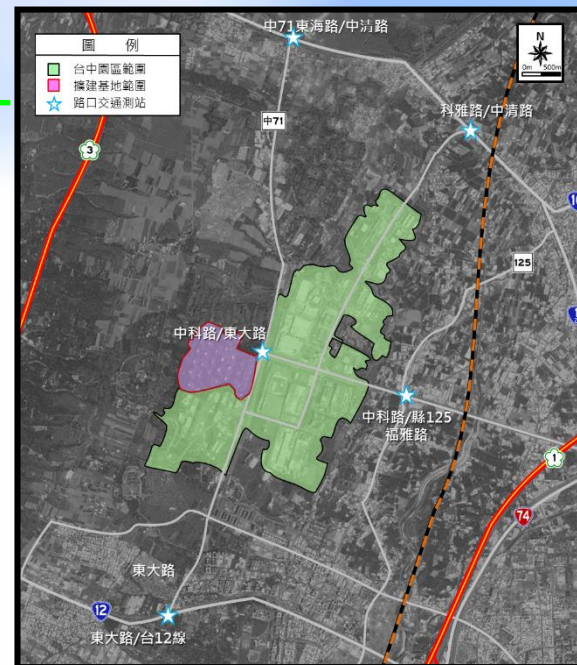 中71東海路/中清路
圖 例
台中園區範圍
擴建基地範圍
路口交通測站
N
0m 500m
中71
科雅路/中清路
3
125
中科路/東大路
中科路/縣125
福雅路
1
74
東大路
12
東大路/台12線